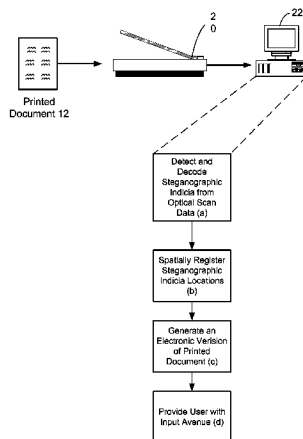 2
0
22
Printed
Document 12
Detect and
Decode
Steganographic
Indicia from
Optical Scan
Data (a)
Spatially Register
Steganographic
Indicia Locations
(b)
Generate an
Electronic Verision
of Printed
Document (c)
Provide User with
Input Avenue (d)